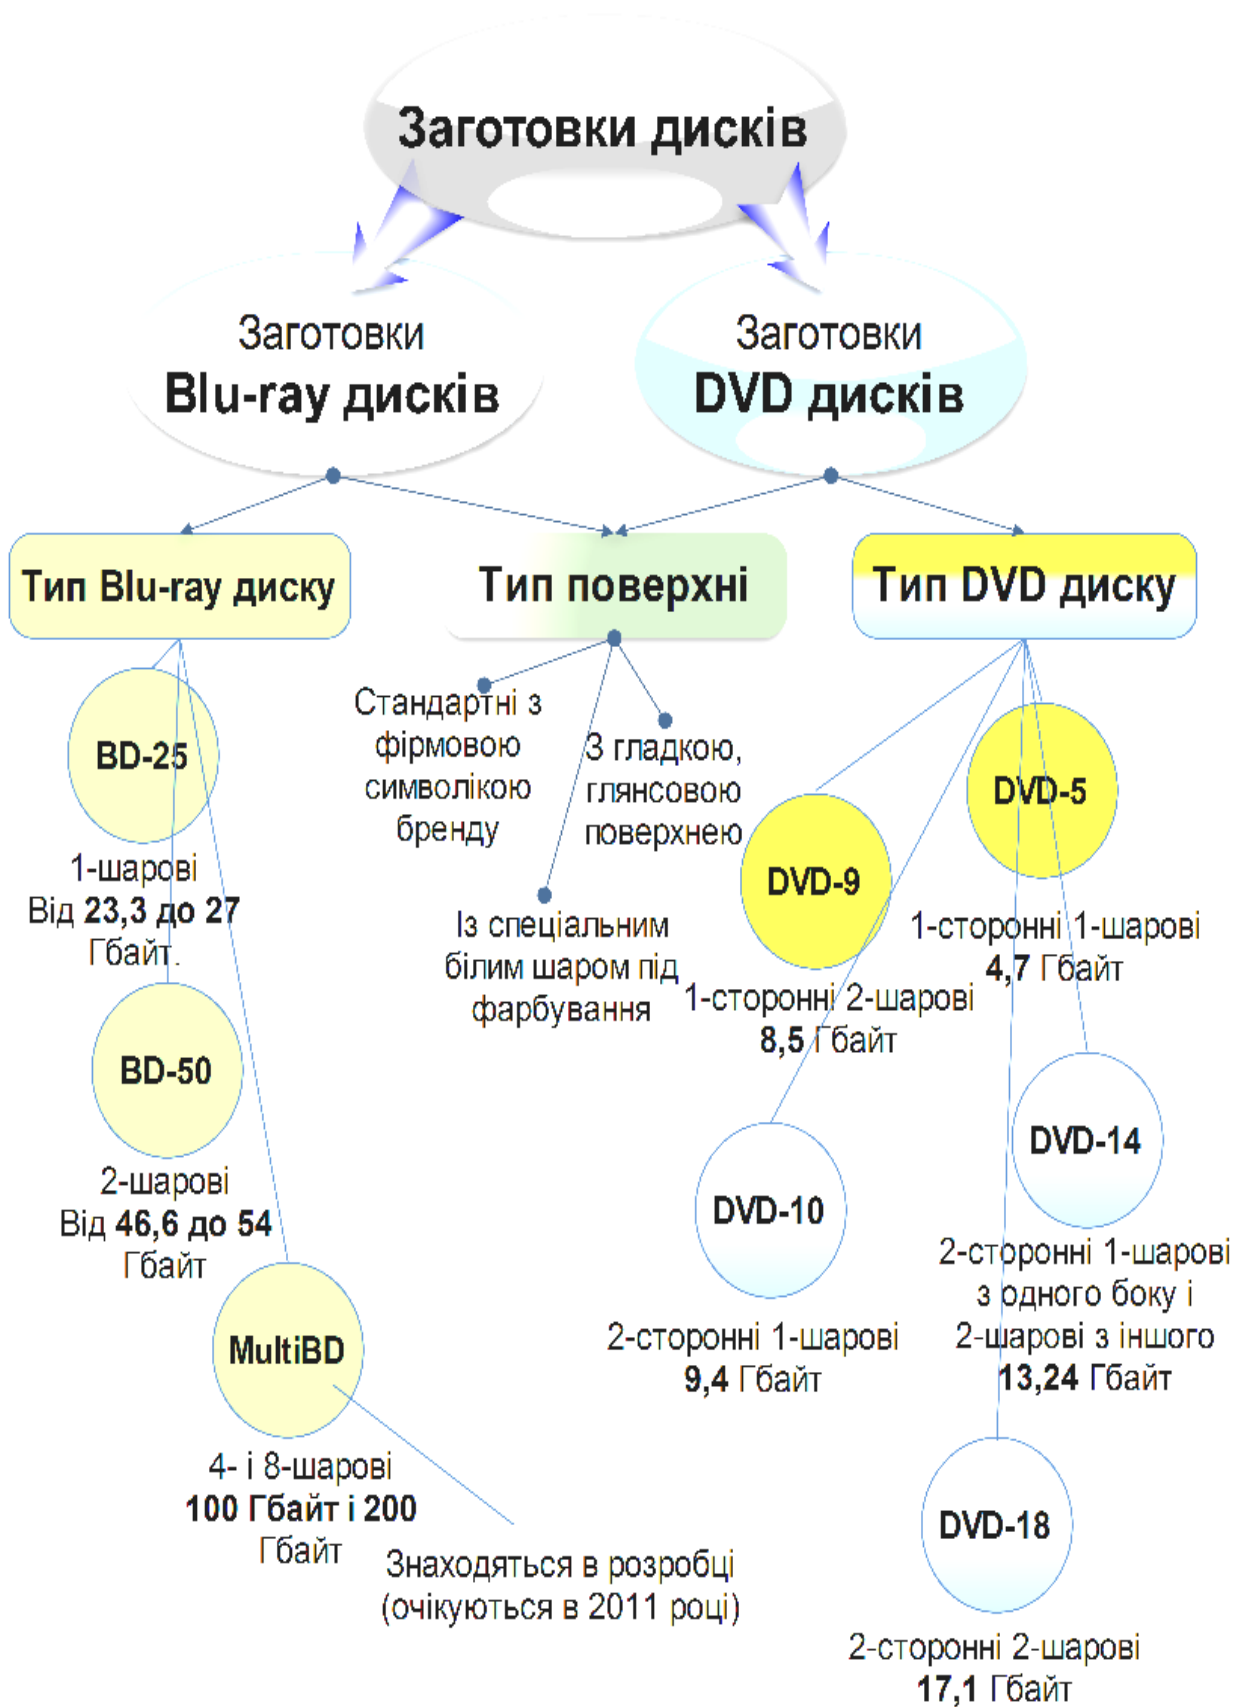 Заготовки дисків
Заготовки
Blu-ray дисків
Заготовки
DVD дисків
Тип Blu-ray диску
Тип поверхні
Тип DVD диску
BD-25
1-шарові
Від 23,3 до 27
Гбайт.
BD-50
2-шарові
Від 46,6 до 54
Гбайт
MultiBD
4- і 8-шарові
100 Гбайт і 200
Гбайт
Знаходяться в розробці
(очікуються в 2011 році)
Стандартні з
фірмовою
символікою
бренду
З гладкою,
глянсовою
поверхнею
Із спеціальним
білим шаром під
фарбування
DVD-5
1-сторонні 1-шарові
4,7 Гбайт
DVD-9
1-сторонні 2-шарові
8,5 Гбайт
DVD-14
2-сторонні 1-шарові
з одного боку і
2-шарові з іншого
13,24 Гбайт
DVD-10
2-сторонні 1-шарові
9,4 Гбайт
DVD-18
2-сторонні 2-шарові
17,1 Гбайт